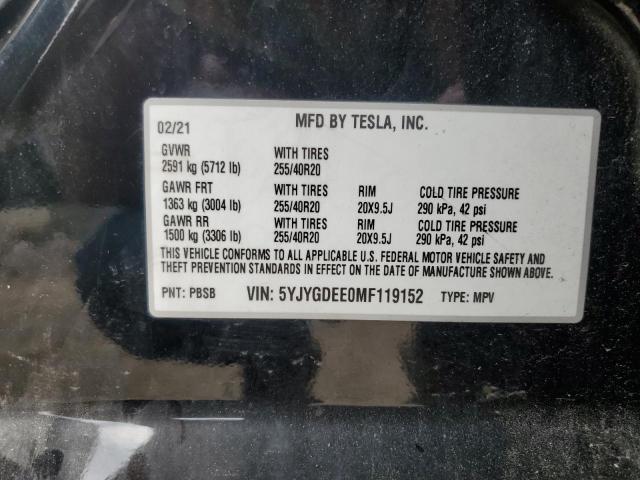 02/21 MFD BY TESLA, INC.
GVWR WITH TIRES
2591 kg (5712 lb) 255/40R20
GAWR FRT WITH TIRES RIM COLD TIRE PRESSURE
1363 kg (3004 lb) 255/40R20 20X9.5J 290 kPa, 42 psi
GAWR RR WITH TIRES RIM COLD TIRE PRESSURE
1500 kg (3306 lb) 255/40R20 20X9.5J 290 kPa, 42 psi
THIS VEHICLE CONFORMS TO ALL APPLICABLE U.S. FEDERAL MOTOR VEHICLE SAFETY AND
THEFT PREVENTION STANDARDS IN EFFECT ON THE DATE OF MANUFACTURE SHOWN ABOVE.
PNT: PBSB VIN: 5YJYGDEE0MF119152 TYPE: MPV